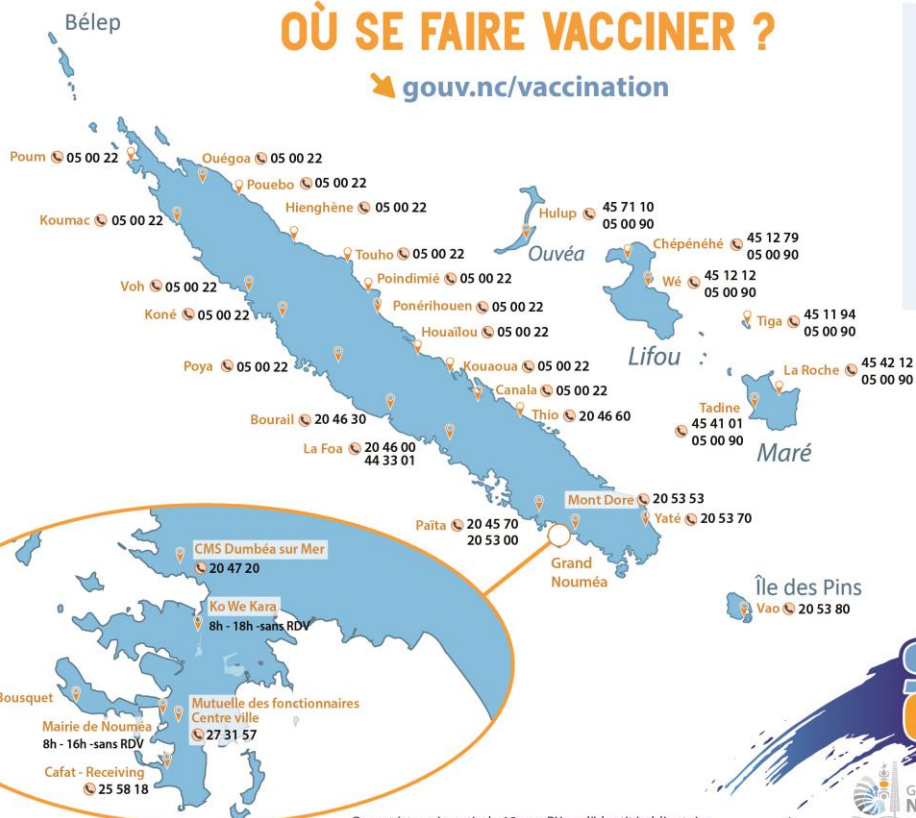 OÙ SE FAIRE VACCINER ?
gouv.nc/vaccination
Bélep
Poum 05 00 22
Ouégoa 05 00 22
Pouebo 05 00 22
Koumac 05 00 22
Hienghène 05 00 22
Touho 05 00 22
Voh 05 00 22
Poindimié 05 00 22
Koné 05 00 22
Ponérihouen 05 00 22
Houaïlou 05 00 22
Poya 05 00 22
Kouaoua 05 00 22
Canala 05 00 22
Bourail 20 46 30
Thio 20 46 60
La Foa 20 46 00
44 33 01
Hulup 45 71 10
05 00 90
Ouvéa
Chépénéhé 45 12 79
05 00 90
Wé 45 12 12
05 00 90
Lifou
Tiga 45 11 94
05 00 90
La Roche 45 42 12
05 00 90
Tadine
45 41 01
05 00 90
Maré
Mont Dore 20 53 53
Païta 20 45 70
20 53 00
Yaté 20 53 70
Grand
Nouméa
Île des Pins
Vao 20 53 80
CMS Dumbéa sur Mer
20 47 20
Ko We Kara
8h - 18h -sans RDV
Bousquet
Mutuelle des fonctionnaires
Centre ville
27 31 57
Mairie de Nouméa
8h - 16h -sans RDV
Cafat - Receiving
25 58 18